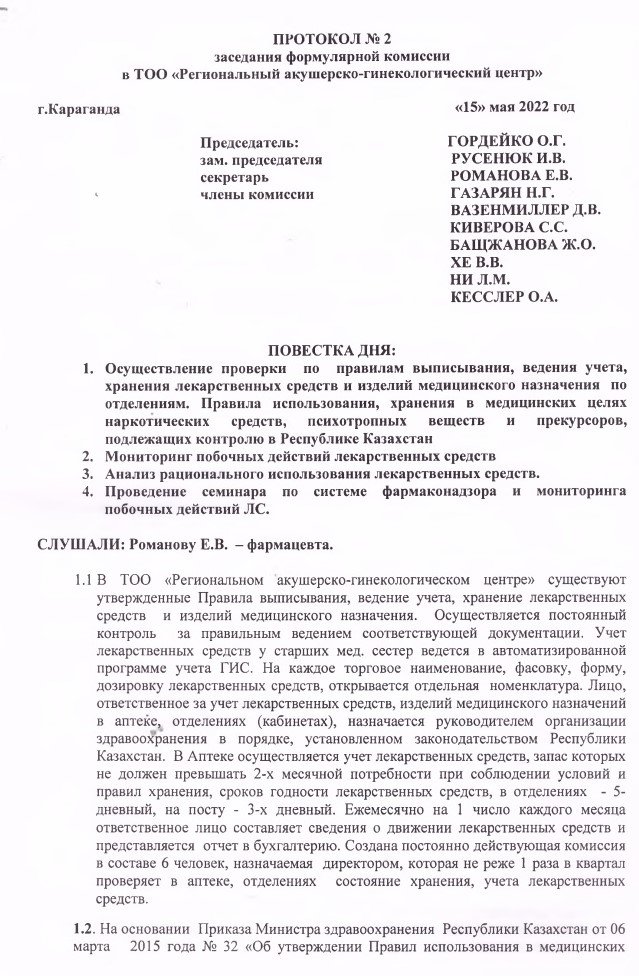 ПРОТОКОЛ № 2
заседания формулярной комиссии
в ТОО «Региональный акушерско-гинекологический центр»
г.Караганда «15» мая 2022 год
Председатель: ГОРДЕЙКО О.Г.
зам. председателя РУСЕНЮК И.В.
секретарь РОМАНОВА Е.В.
члены комиссии ГАЗАРЯН Н.Г.
ВАЗЕНМИЛЛЕР Д.В.
КИВЕРОВА С.С.
БАЩЖАНОВА Ж.О.
ХЕ В.В.
НИ Л.М.
КЕССЛЕР О.А.
ПОВЕСТКА ДНЯ:
1. Осуществление проверки по правилам выписывания, ведения учета,
хранения лекарственных средств и изделий медицинского назначения по
отделениям. Правила использования, хранения в медицинских целях
наркотических средств, психотропных веществ и прекурсоров,
подлежащих контролю в Республике Казахстан
2. Мониторинг побочных действий лекарственных средств
3. Анализ рационального использования лекарственных средств.
4. Проведение семинара по системе фармаконадзора и мониторинга
побочных действий ЛС.
СЛУШАЛИ: Романову Е.В. – фармацевта.
1.1 В ТОО «Региональном акушерско-гинекологическом центре» существуют
утвержденные Правила выписывания, ведение учета, хранение лекарственных
средств и изделий медицинского назначения. Осуществляется постоянный
контроль за правильным ведением соответствующей документации. Учет
лекарственных средств у старших мед. сестер ведется в автоматизированной
программе учета ГИС. На каждое торговое наименование, фасовку, форму,
дозировку лекарственных средств, открывается отдельная номенклатура. Лицо,
ответственное за учет лекарственных средств, изделий медицинского назначений
в аптеке, отделениях (кабинетах), назначается руководителем организации
здравоохранения в порядке, установленном законодательством Республики
Казахстан. В Аптеке осуществляется учет лекарственных средств, запас которых
не должен превышать 2-х месячной потребности при соблюдении условий и
правил хранения, сроков годности лекарственных средств, в отделениях - 5-
дневный, на посту - 3-х дневный. Ежемесячно на 1 число каждого месяца
ответственное лицо составляет сведения о движении лекарственных средств и
представляется отчет в бухгалтерию. Создана постоянно действующая комиссия
в составе 6 человек, назначаемая директором, которая не реже 1 раза в квартал
проверяет в аптеке, отделениях состояние хранения, учета лекарственных
средств.
1.2. На основании Приказа Министра здравоохранения Республики Казахстан от 06
марта 2015 года № 32 «Об утверждении Правил использования в медицинских